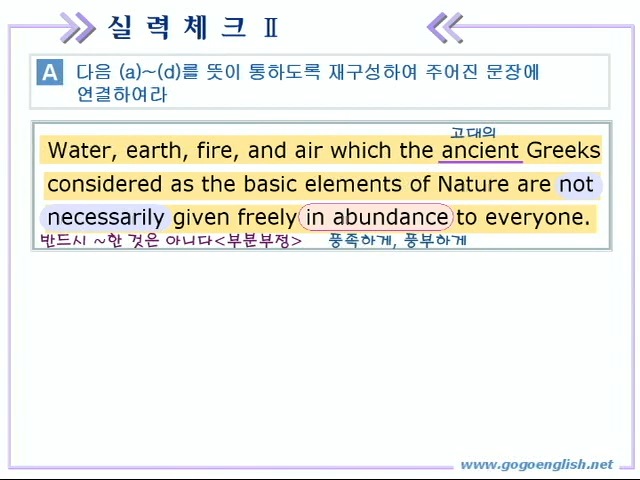 실 력 체 크 Ⅱ
A 다음 (a)~(d)를 뜻이 통하도록 재구성하여 주어진 문장에
연결하여라
고대의
Water, earth, fire, and air which the ancient Greeks
considered as the basic elements of Nature are not
necessarily given freely in abundance to everyone.
반드시 ~한 것은 아니다<부분부정> 풍족하게, 풍부하게
www.gogoenglish.net